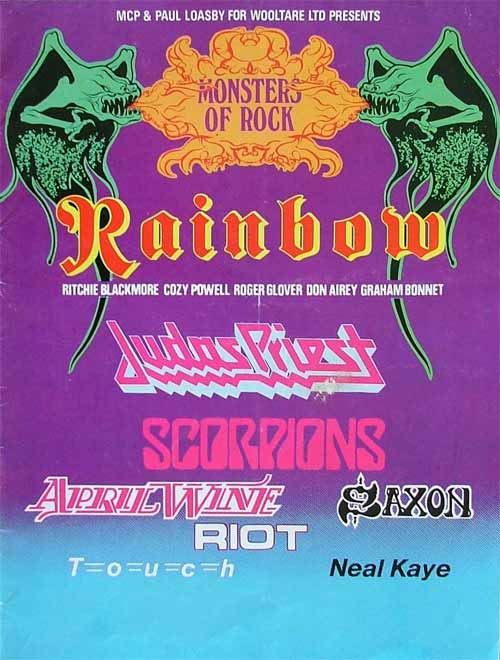 MCP & PAUL LOASBY FOR WOOLTARE LTD PRESENTS
MONSTERS
OF ROCK
Rainbow
RITCHIE BLACKMORE COZY POWELL ROGER GLOVER DON AIREY GRAHAM BONNET
Judas Priest
SCORPIONS
APRIL WINE
SAXON
RIOT
T=o=u=c=h
Neal Kaye